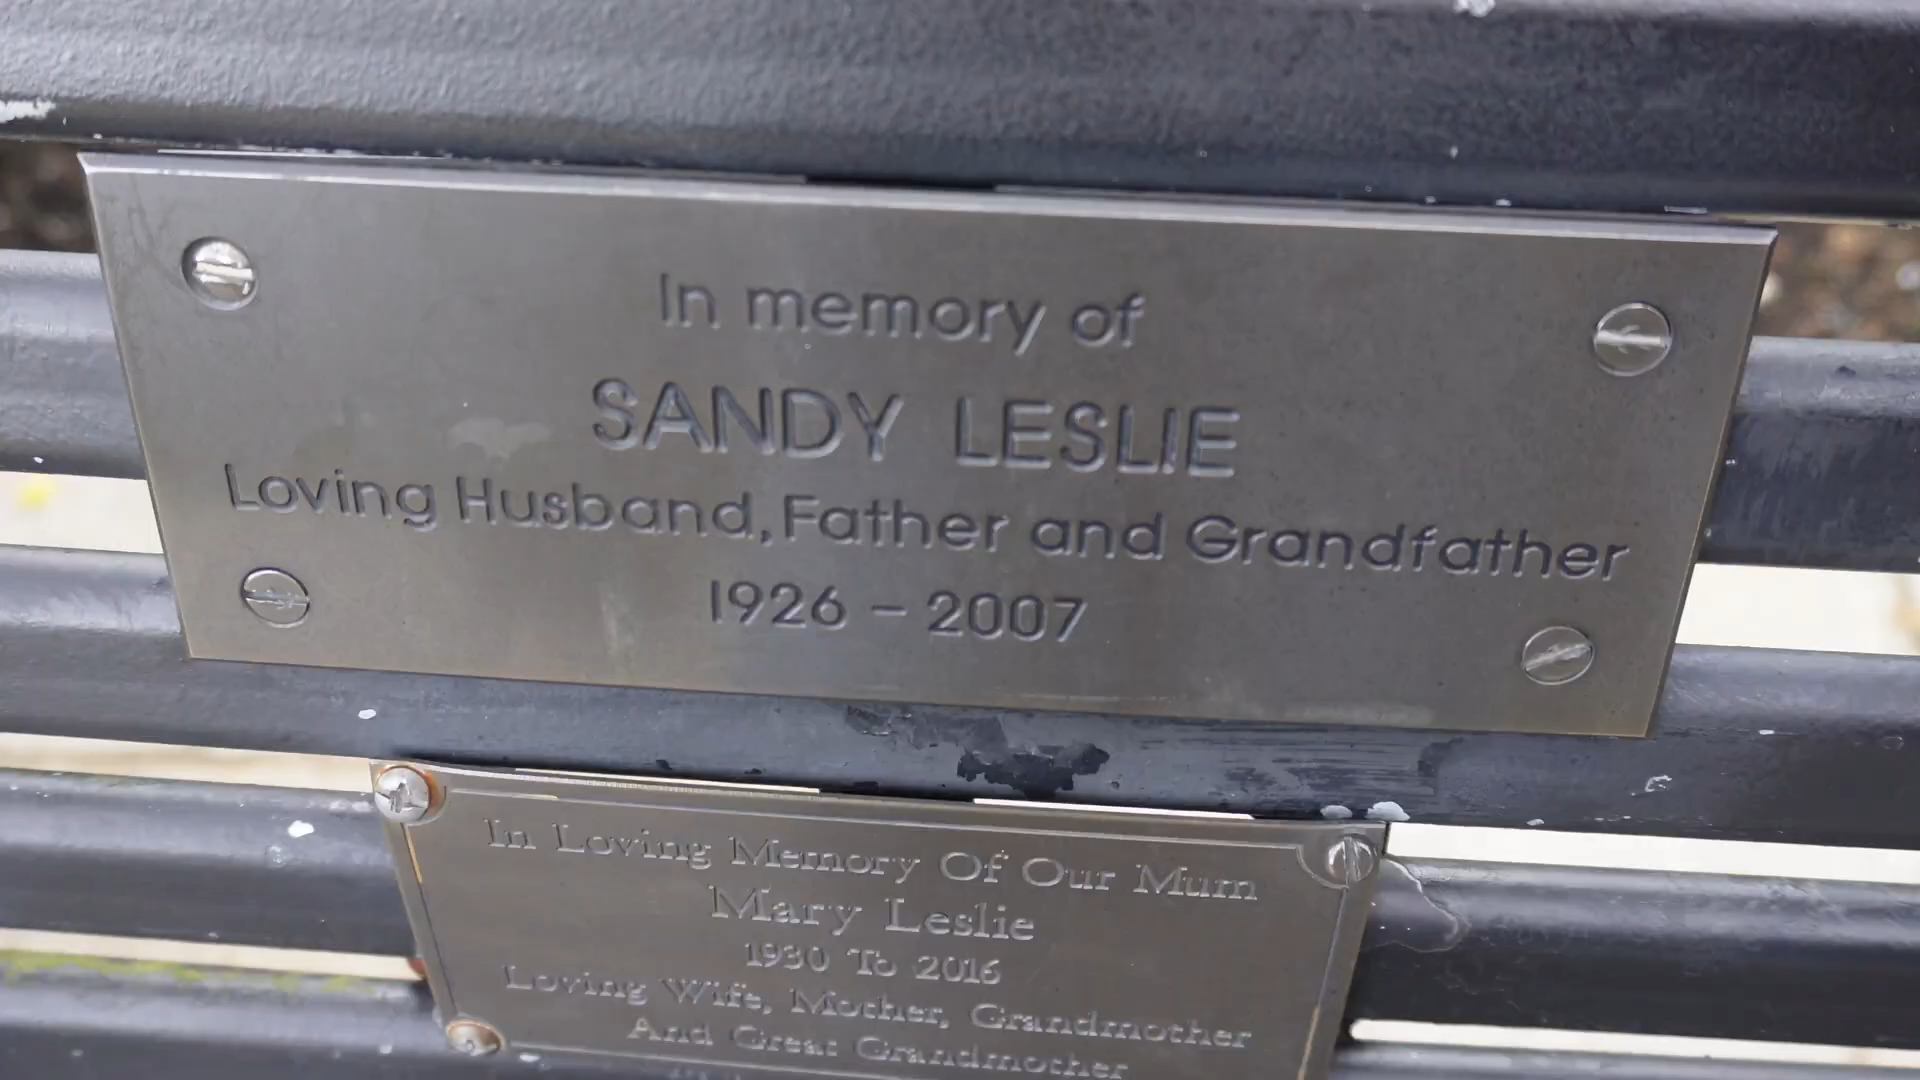 In memory of
SANDY LESLIE
Loving Husband, Father and Grandfather
1926 – 2007
In Loving Memory Of Our Mum
Mary Leslie
1930 To 2016
Loving Wife, Mother, Grandmother
And Great Grandmother